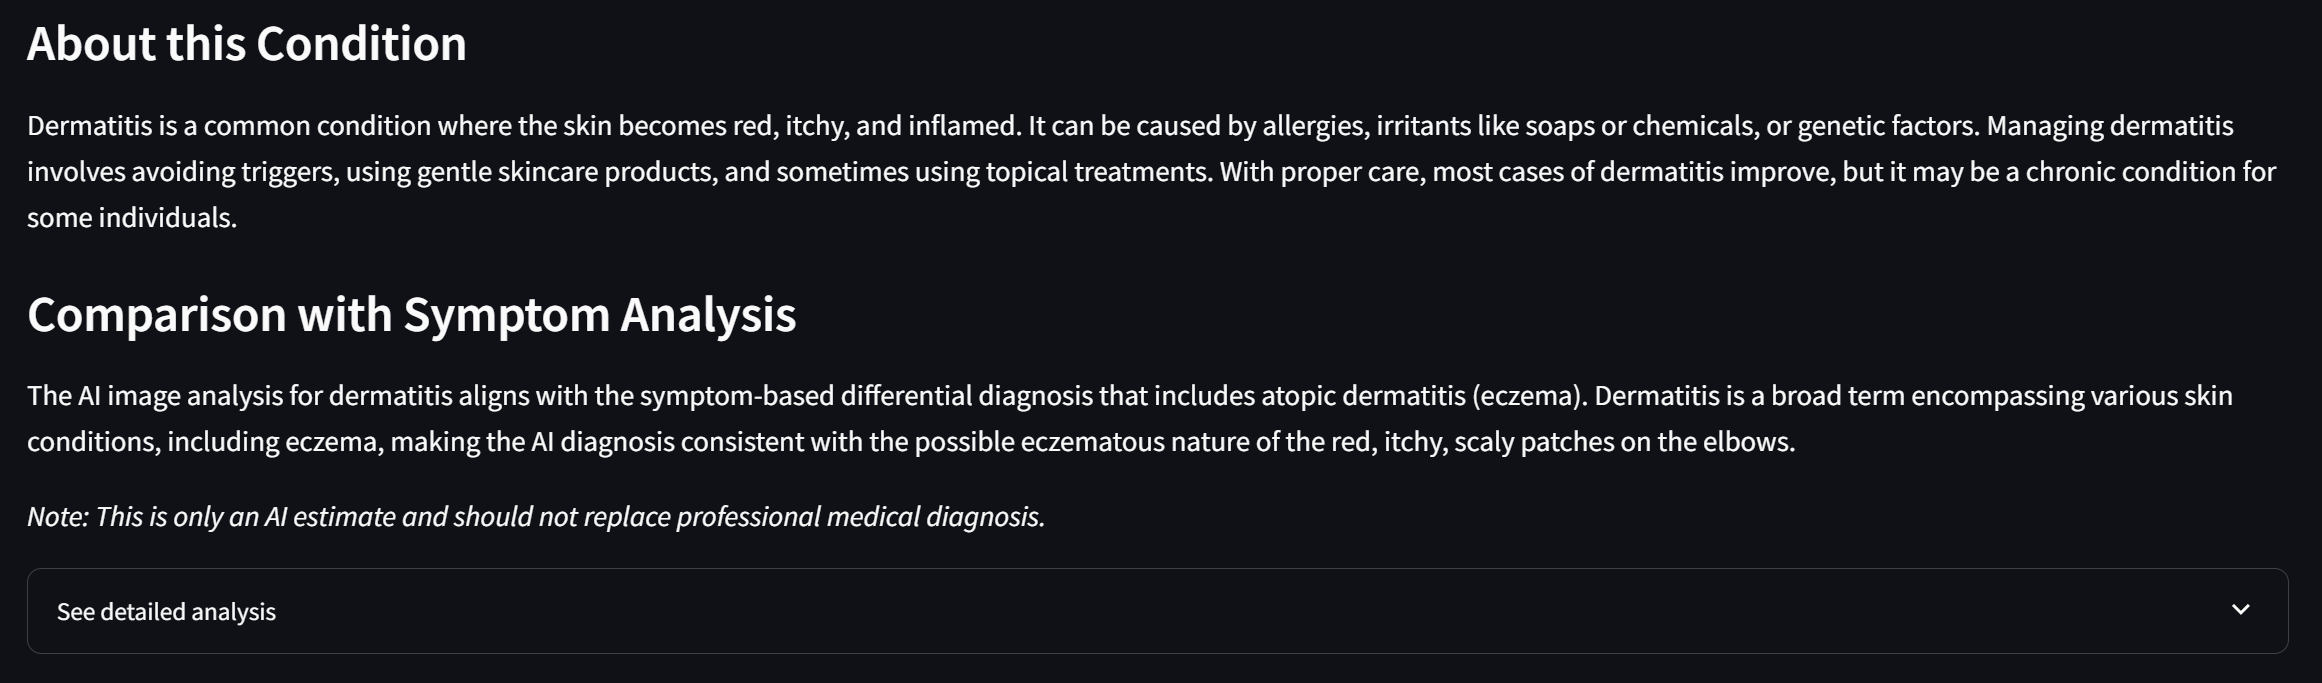 About this Condition
Dermatitis is a common condition where the skin becomes red, itchy, and inflamed. It can be caused by allergies, irritants like soaps or chemicals, or genetic factors. Managing dermatitis
involves avoiding triggers, using gentle skincare products, and sometimes using topical treatments. With proper care, most cases of dermatitis improve, but it may be a chronic condition for
some individuals.
Comparison with Symptom Analysis
The AI image analysis for dermatitis aligns with the symptom-based differential diagnosis that includes atopic dermatitis (eczema). Dermatitis is a broad term encompassing various skin
conditions, including eczema, making the AI diagnosis consistent with the possible eczematous nature of the red, itchy, scaly patches on the elbows.
Note: This is only an AI estimate and should not replace professional medical diagnosis.
See detailed analysis